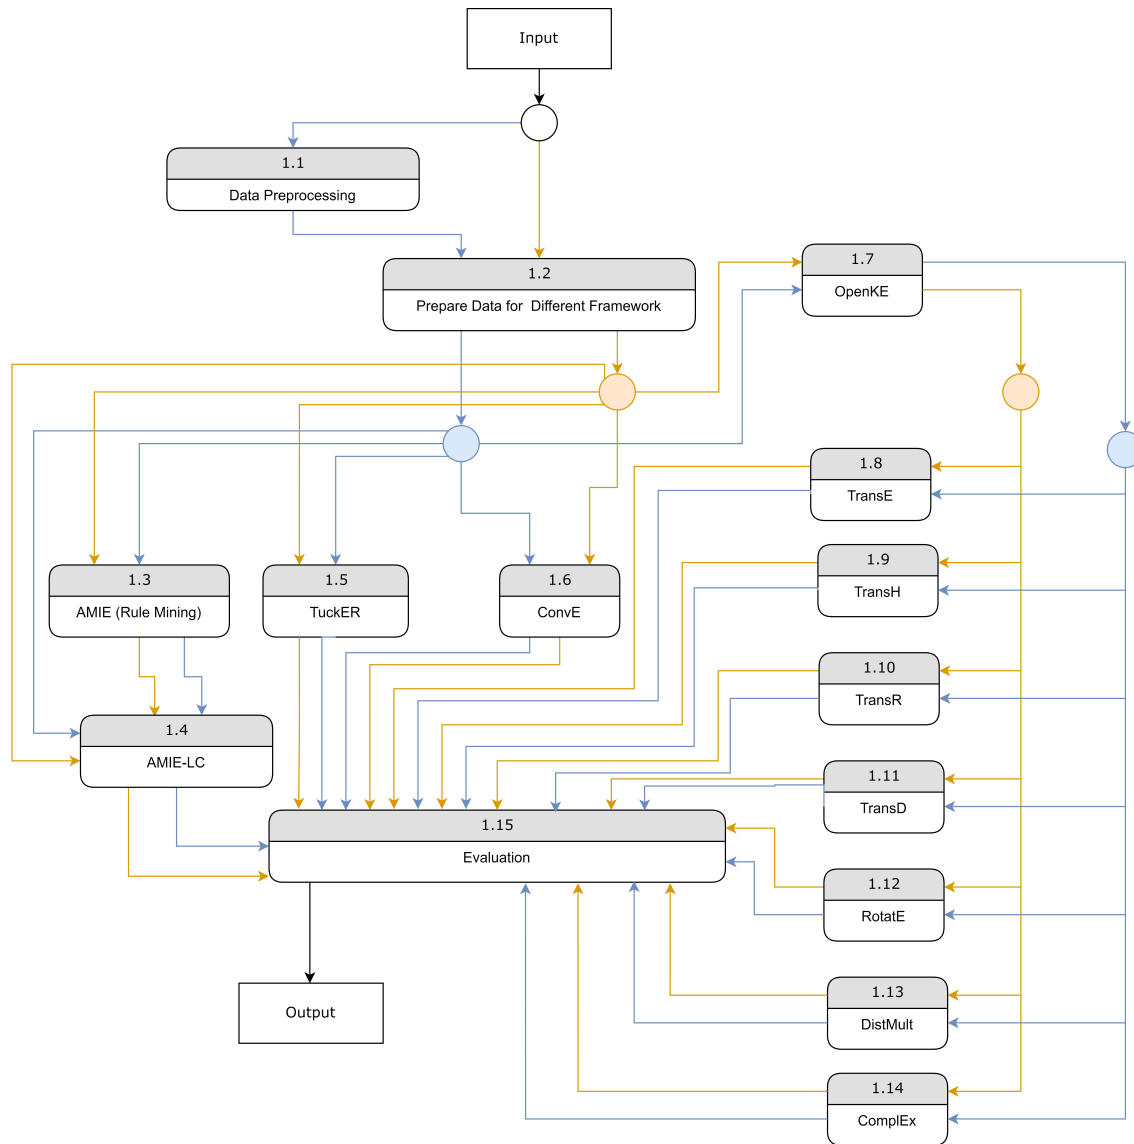 Input
1.1
Data Preprocessing
1.2
Prepare Data for Different Framework
1.7
OpenKE
1.8
TransE
1.9
TransH
1.3
AMIE (Rule Mining)
1.5
TuckER
1.6
ConvE
1.10
TransR
1.4
AMIE-LC
1.11
TransD
1.15
Evaluation
1.12
RotatE
Output
1.13
DistMult
1.14
ComplEx